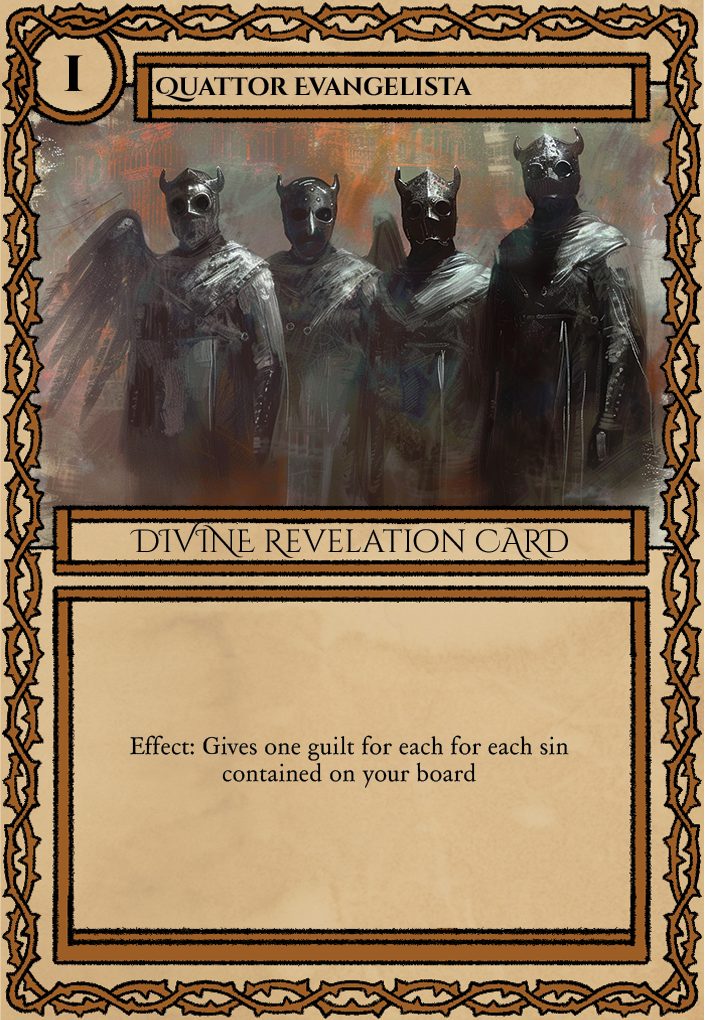 I
Quattor Evangelista
Divine Revelation Card
Effect: Gives one guilt for each for each sin
contained on your board